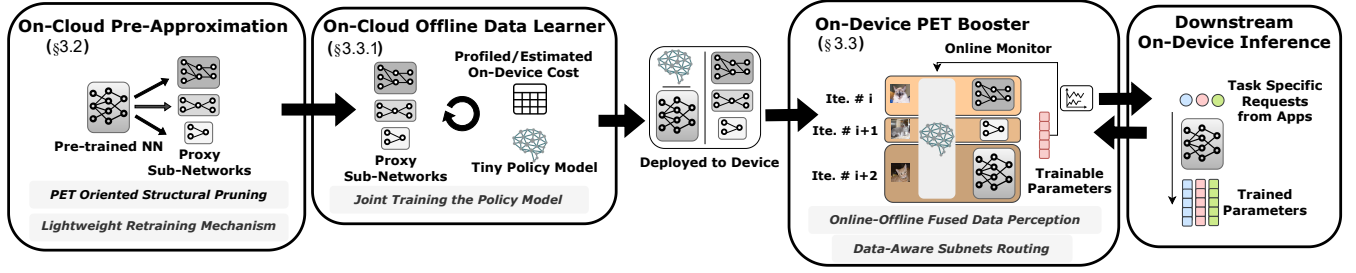 On-Cloud Pre-Approximation
(§3.2)
Pre-trained NN
Proxy
Sub-Networks
PET Oriented Structural Pruning
Lightweight Retraining Mechanism
On-Cloud Offline Data Learner
(§3.3.1)
Proxy
Sub-Networks
Profiled/Estimated
On-Device Cost
Tiny Policy Model
Joint Training the Policy Model
Deployed to Device
On-Device PET Booster
(§3.3)
Online Monitor
Ite. # i
Ite. # i+1
Ite. # i+2
Trainable
Parameters
Online-Offline Fused Data Perception
Data-Aware Subnets Routing
Downstream
On-Device Inference
Task Specific
Requests
from Apps
Trained
Parameters